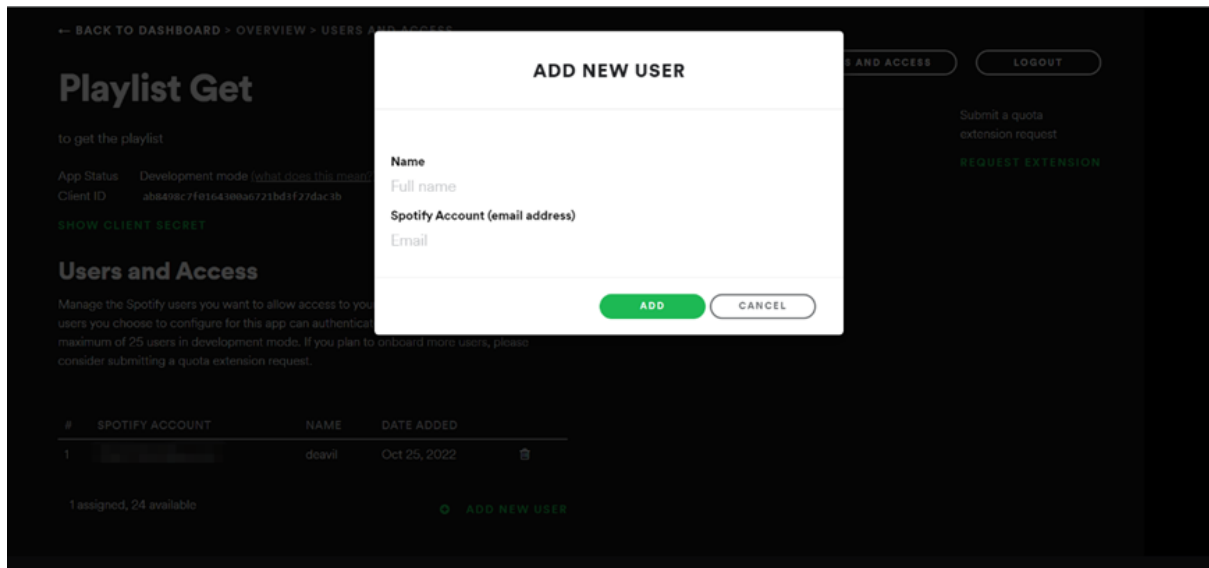 ← BACK TO DASHBOARD > OVERVIEW > USERS AND ACCESS
S AND ACCESS
LOGOUT
Playlist Get
to get the playlist
Submit a quota
extension request
REQUEST EXTENSION
App Status Development mode (what does this mean?
Client ID ab8498c7f0164300a6721bd3f27dac3b
SHOW CLIENT SECRET
Users and Access
Manage the Spotify users you want to allow access to you
users you choose to configure for this app can authenticat
maximum of 25 users in development mode. If you plan to onboard more users, please
consider submitting a quota extension request.
# SPOTIFY ACCOUNT NAME DATE ADDED
1 deavil Oct 25, 2022
1 assigned, 24 available
ADD NEW USER
ADD NEW USER
Name
Full name
Spotify Account (email address)
Email
ADD
CANCEL